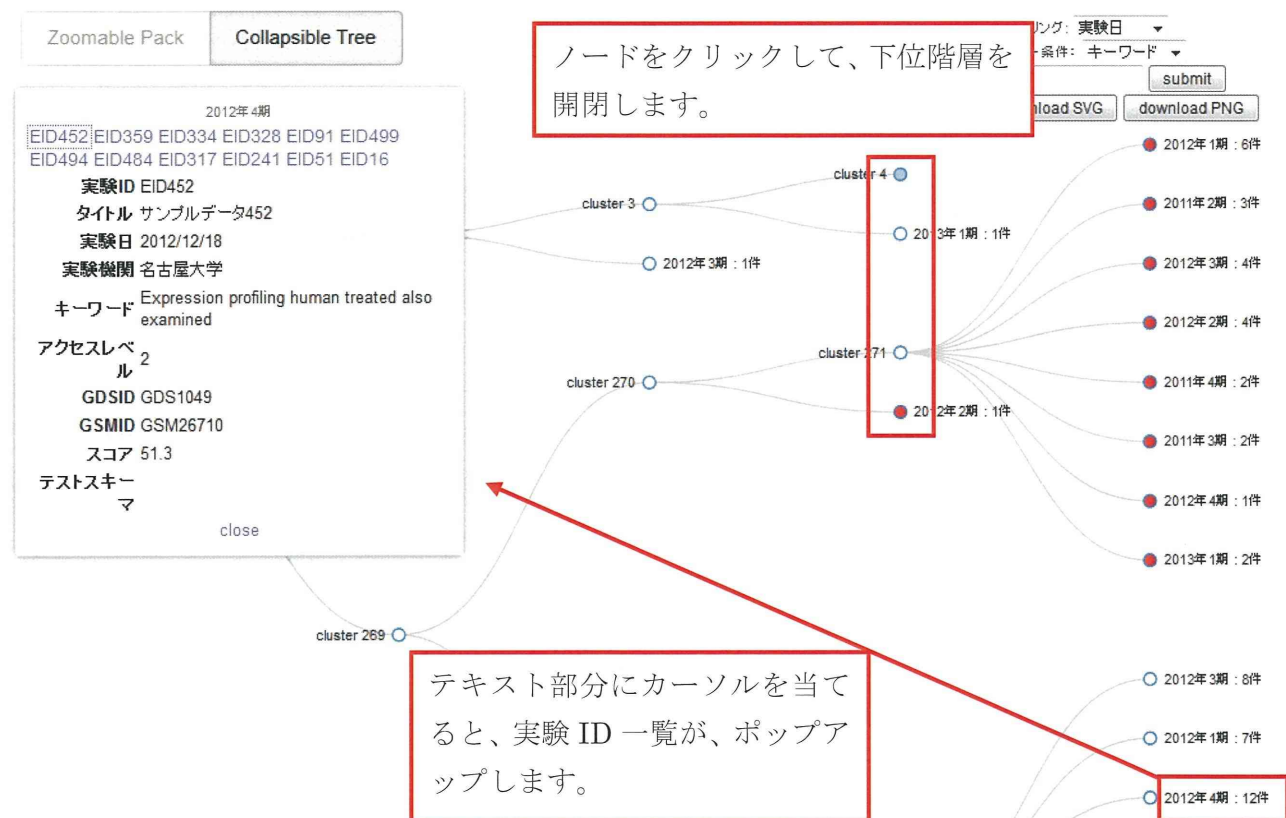 Zoomable Pack
Collapsible Tree
リング: 実験日
条件: キーワード
submit
nload SVG
download PNG
ノードをクリックして、下位階層を
開閉します。
2012年4期
EID452 EID359 EID334 EID328 EID91 EID499
EID494 EID484 EID317 EID241 EID51 EID16
実験ID EID452
タイトル サンプルデータ452
実験日 2012/12/18
実験機関 名古屋大学
キーワード Expression profiling human treated also
examined
アクセスレベ
ル 2
GDSID GDS1049
GSMID GSM26710
スコア 51.3
テストスキー
マ
close
cluster 3
2012年3期 : 1件
cluster 4
2013年1期 : 1件
cluster 270
cluster 271
2012年2期 : 1件
2012年1期 : 6件
2011年2期 : 3件
2012年3期 : 4件
2012年2期 : 4件
2011年4期 : 2件
2011年3期 : 2件
2012年4期 : 1件
2013年1期 : 2件
cluster 269
テキスト部分にカーソルを当て
ると、実験 ID 一覧が、ポップア
ップします。
2012年3期 : 8件
2012年1期 : 7件
2012年4期 : 12件